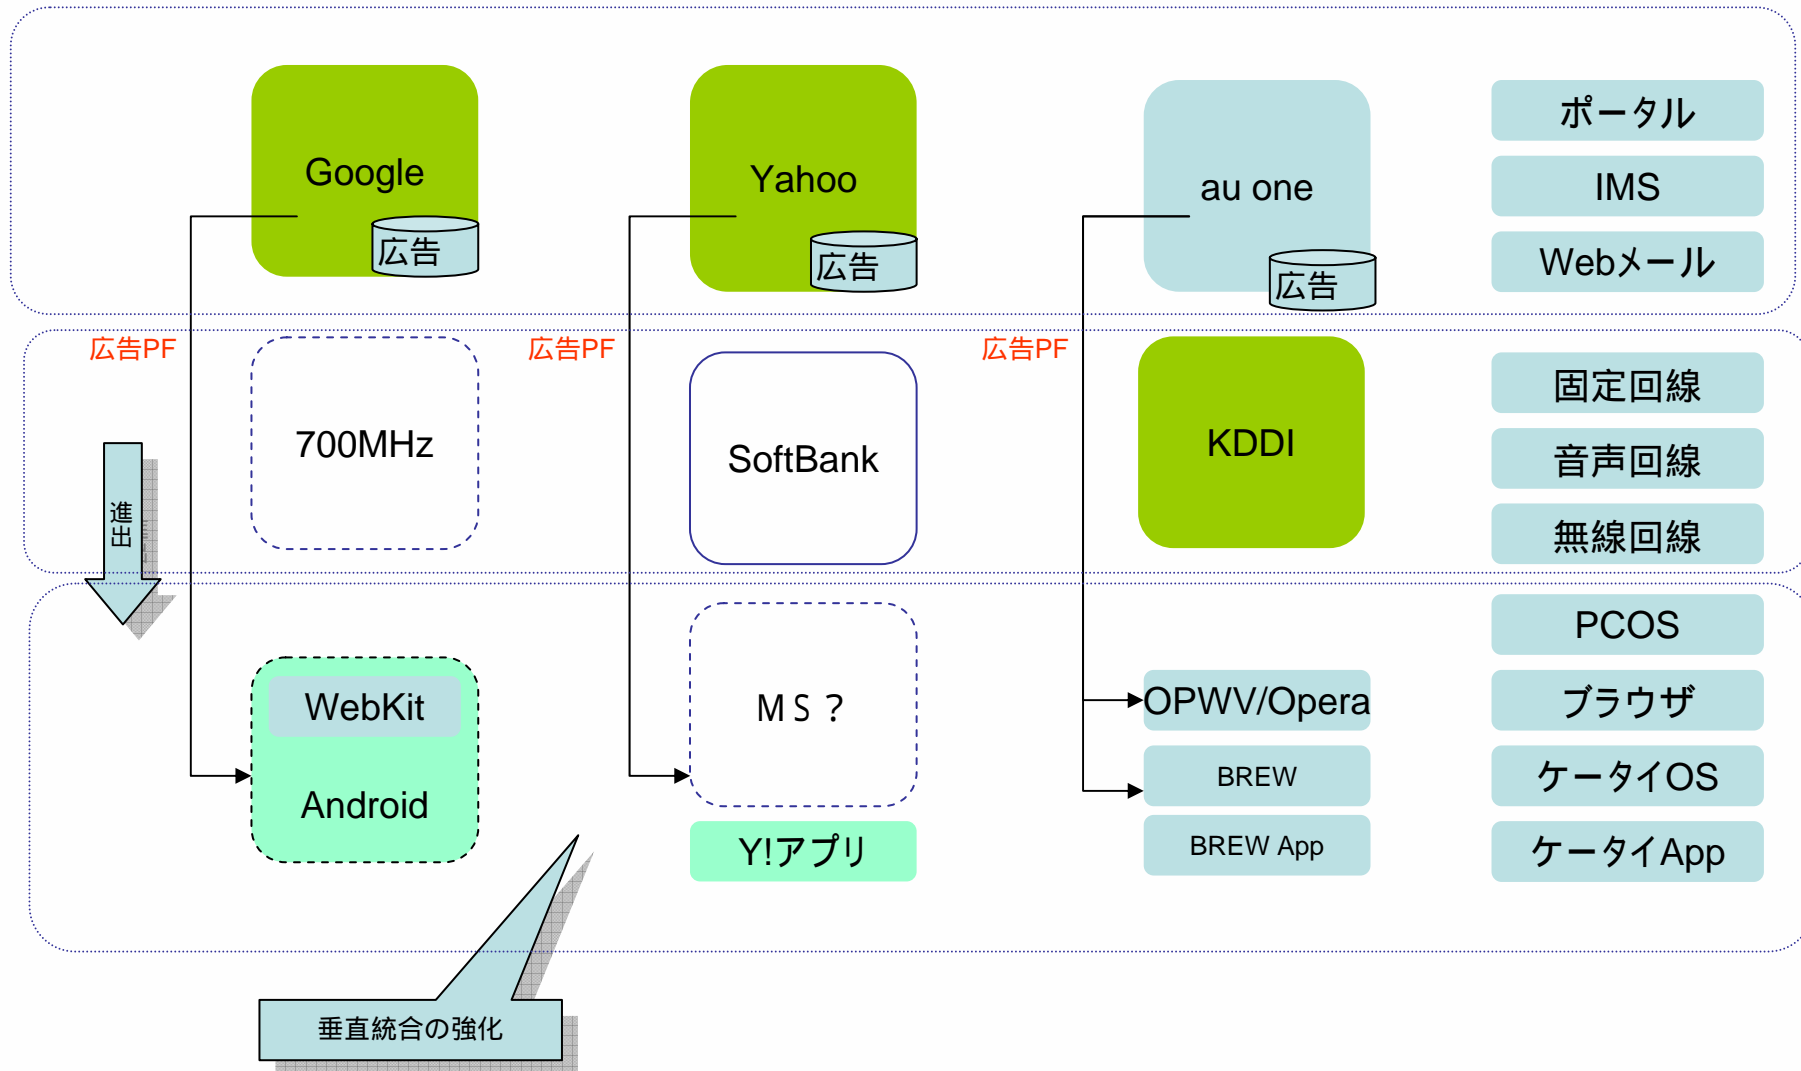 Google
広告
Yahoo
広告
au one
広告
ポータル
IMS
Webメール
広告PF
700MHz
広告PF
SoftBank
広告PF
KDDI
固定回線
音声回線
無線回線
進出
WebKit
Android
ＭＳ？
Y!アプリ
OPWV/Opera
BREW
BREW App
PCOS
ブラウザ
ケータイOS
ケータイApp
垂直統合の強化